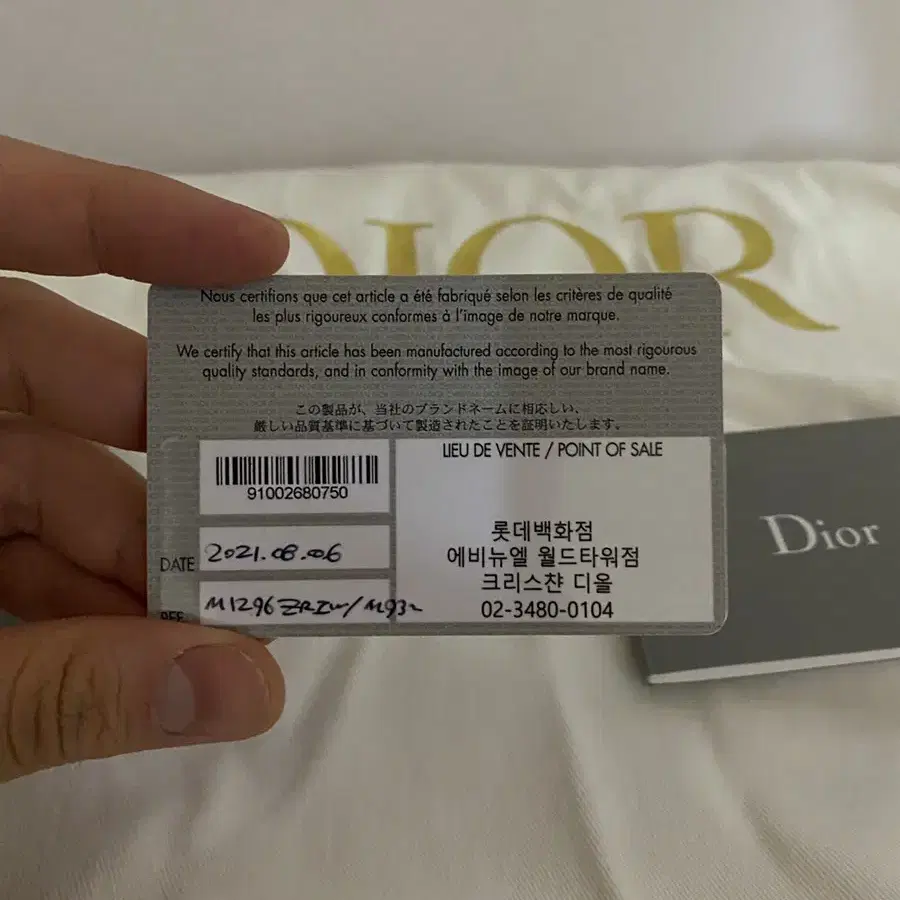 DIOR
Nous certifions que cet article a été fabriqué selon les critères de qualité
les plus rigoureux conformes à l'image de notre marque.
We certify that this article has been manufactured according to the most rigourous
quality standards, and in conformity with the image of our brand name.
この製品が、当社のブランドネームに相応しい、
厳しい品質基準に基づいて製造されたことを証明いたします。
91002680750
DATE 2021.08.06
REF
LIEU DE VENTE / POINT OF SALE
롯데백화점
에비뉴엘 월드타워점
크리스챤 디올
02-3480-0104
Dior